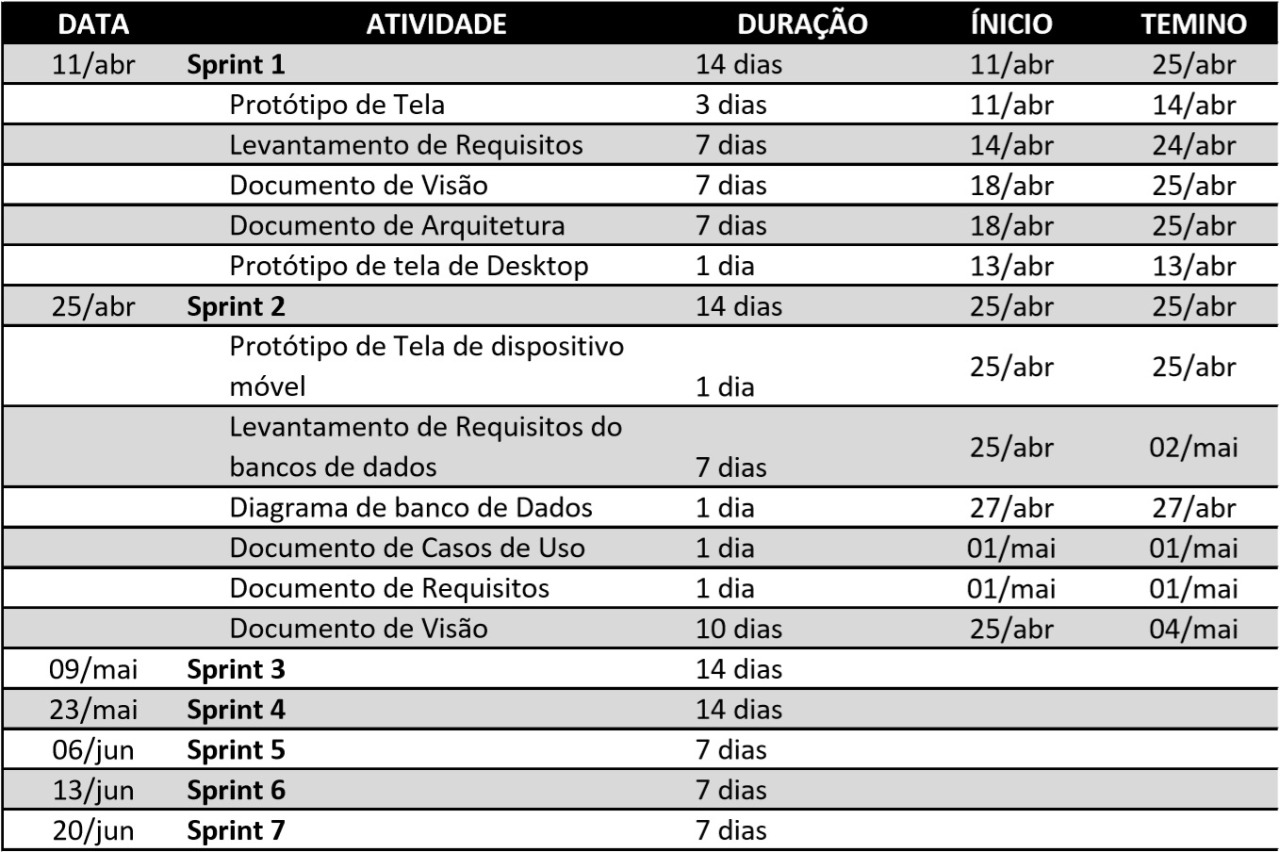 DATA ATIVIDADE DURAÇÃO ÍNICIO TEMINO
11/abr Sprint 1 14 dias 11/abr 25/abr
Protótipo de Tela 3 dias 11/abr 14/abr
Levantamento de Requisitos 7 dias 14/abr 24/abr
Documento de Visão 7 dias 18/abr 25/abr
Documento de Arquitetura 7 dias 18/abr 25/abr
Protótipo de tela de Desktop 1 dia 13/abr 13/abr
25/abr Sprint 2 14 dias 25/abr 25/abr
Protótipo de Tela de dispositivo
móvel 1 dia 25/abr 25/abr
Levantamento de Requisitos do
bancos de dados 7 dias 25/abr 02/mai
Diagrama de banco de Dados 1 dia 27/abr 27/abr
Documento de Casos de Uso 1 dia 01/mai 01/mai
Documento de Requisitos 1 dia 01/mai 01/mai
Documento de Visão 10 dias 25/abr 04/mai
09/mai Sprint 3 14 dias
23/mai Sprint 4 14 dias
06/jun Sprint 5 7 dias
13/jun Sprint 6 7 dias
20/jun Sprint 7 7 dias